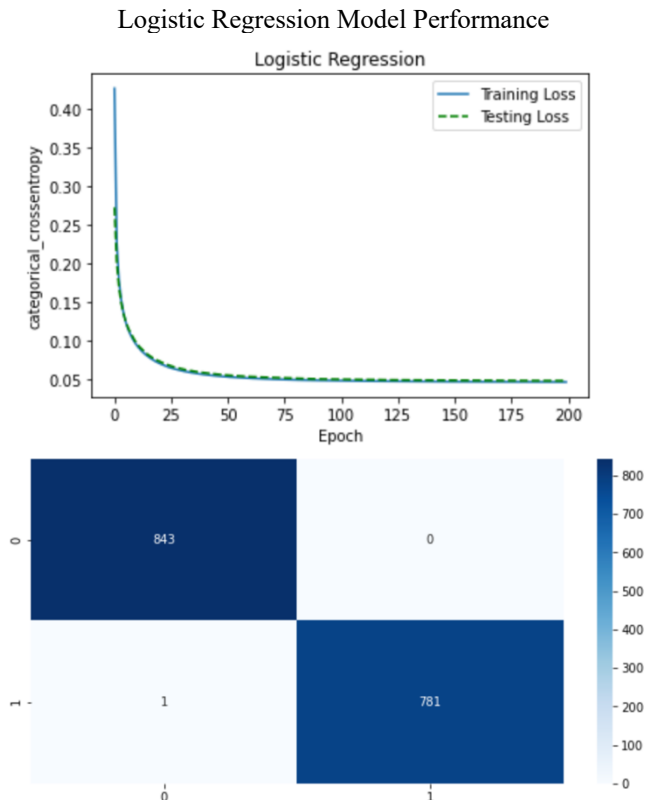 Logistic Regression Model Performance
Logistic Regression
Training Loss
Testing Loss
categorical_crossentropy
0.40
0.35
0.30
0.25
0.20
0.15
0.10
0.05
0 25 50 75 100 125 150 175 200
Epoch
0 843 0
1 1 781
0 1
800
700
600
500
400
300
200
100
0